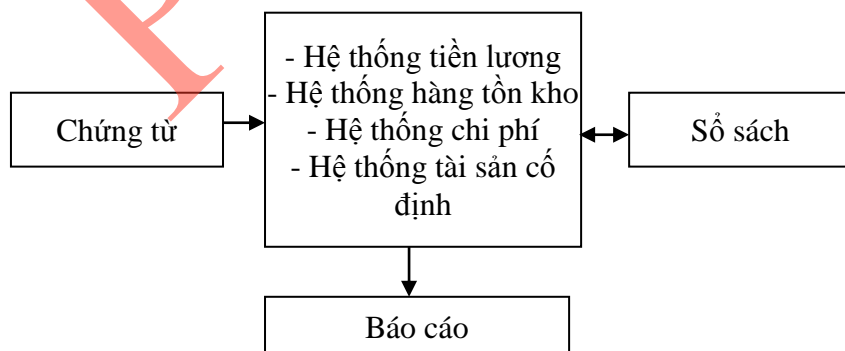 - Hệ thống tiền lương
- Hệ thống hàng tồn kho
- Hệ thống chi phí
- Hệ thống tài sản cố
định
Chứng từ
Sổ sách
Báo cáo